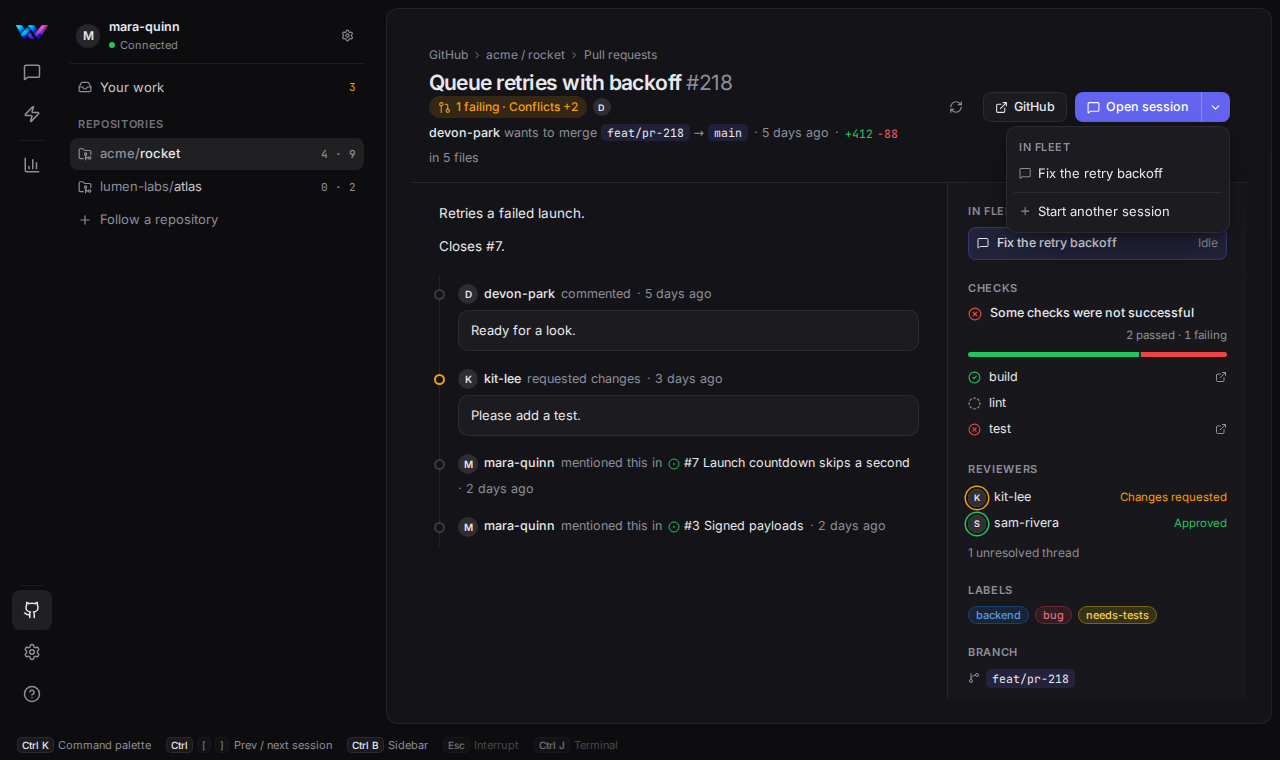 M
mara-quinn
Connected
Your work
3
REPOSITORIES
acme/rocket
4 · 9
lumen-labs/atlas
0 · 2
Follow a repository
GitHub › acme / rocket › Pull requests
Queue retries with backoff #218
1 failing · Conflicts +2
D
GitHub
Open session
devon-park wants to merge feat/pr-218 → main · 5 days ago · +412 -88
in 5 files
IN FLEET
Fix the retry backoff
Start another session
Retries a failed launch.
Closes #7.
D devon-park commented · 5 days ago
Ready for a look.
K kit-lee requested changes · 3 days ago
Please add a test.
M mara-quinn mentioned this in #7 Launch countdown skips a second
· 2 days ago
M mara-quinn mentioned this in #3 Signed payloads · 2 days ago
Fix the retry backoff
Idle
CHECKS
Some checks were not successful
2 passed · 1 failing
build
lint
test
REVIEWERS
K kit-lee
Changes requested
S sam-rivera
Approved
1 unresolved thread
LABELS
backend bug needs-tests
BRANCH
feat/pr-218
Ctrl K Command palette Ctrl [ ] Prev / next session Ctrl B Sidebar Esc Interrupt Ctrl J Terminal